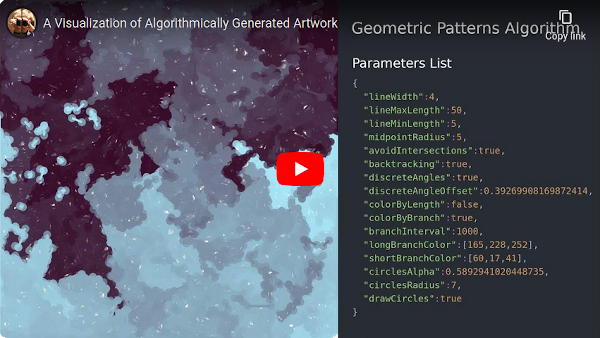 A Visualization of Algorithmically Generated Artwork
Geometric Patterns Algorithm
Copy link
Parameters List
{
"lineWidth":4,
"lineMaxLength":50,
"lineMinLength":5,
"midpointRadius":5,
"avoidIntersections":true,
"backtracking":true,
"discreteAngles":true,
"discreteAngleOffset":0.39269908169872414,
"colorByLength":false,
"colorByBranch":true,
"branchInterval":1000,
"longBranchColor":[165,228,252],
"shortBranchColor":[60,17,41],
"circlesAlpha":0.5892941020448735,
"circlesRadius":7,
"drawCircles":true
}